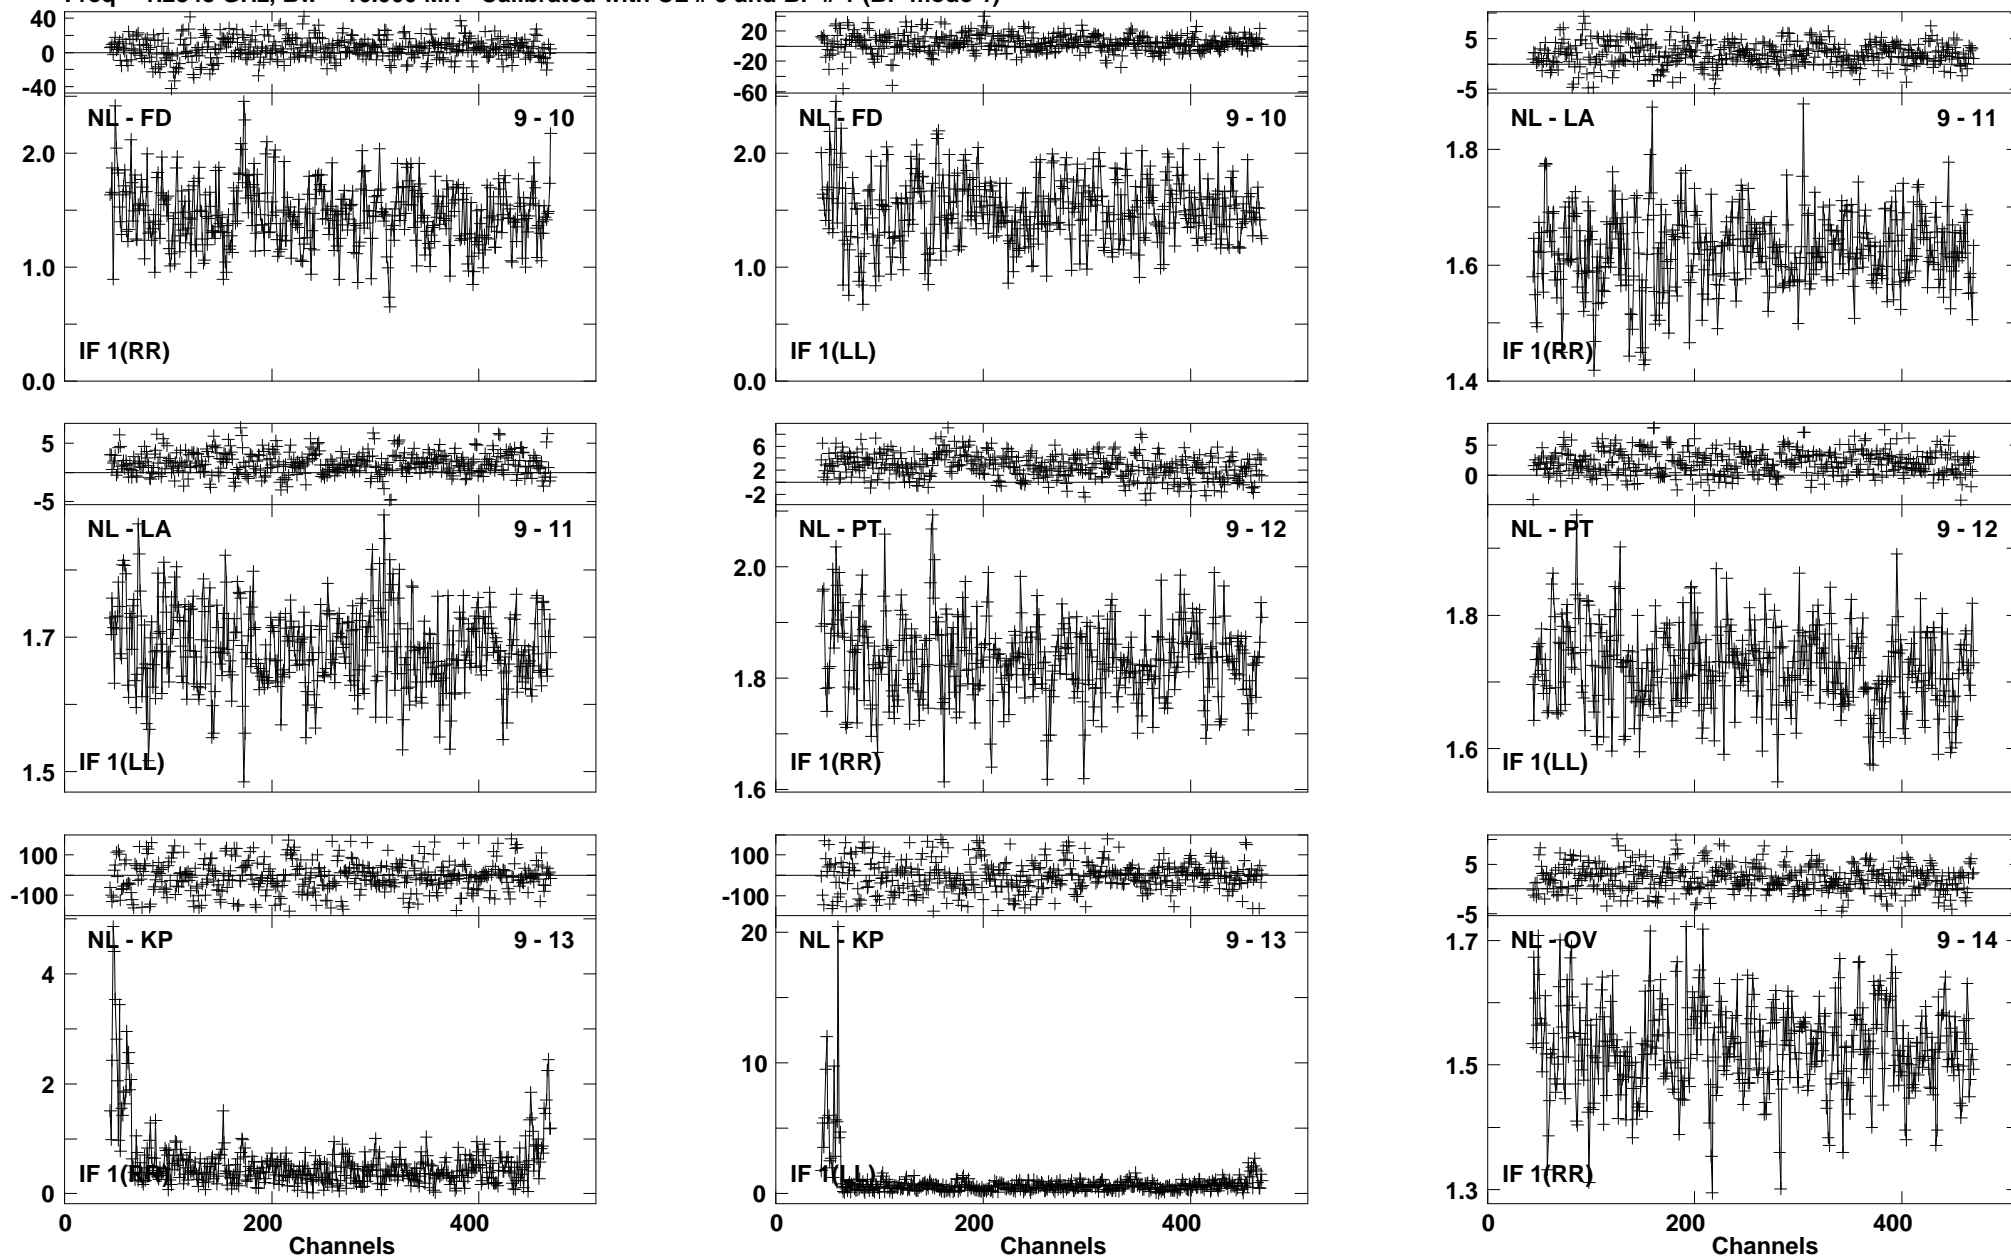 40
0
-40
NL - FD 9 - 10
2.0
1.0
IF 1(RR)
0.0
20
-20
-60
NL - FD 9 - 10
2.0
1.0
IF 1(LL)
0.0
5
-5
NL - LA 9 - 11
1.8
1.6
IF 1(RR)
1.4
5
-5
NL - LA 9 - 11
1.7
IF 1(LL)
1.5
6
2
-2
NL - PT 9 - 12
2.0
1.8
IF 1(RR)
1.6
5
0
NL - PT 9 - 12
1.8
1.6
IF 1(LL)
100
-100
NL - KP 9 - 13
4
2
IF 1(RR)
0
0 200 400
Channels
100
-100
NL - KP 9 - 13
20
10
IF 1(LL)
0
0 200 400
Channels
5
-5
NL - OV 9 - 14
1.7
1.5
IF 1(RR)
1.3
0 200 400
Channels